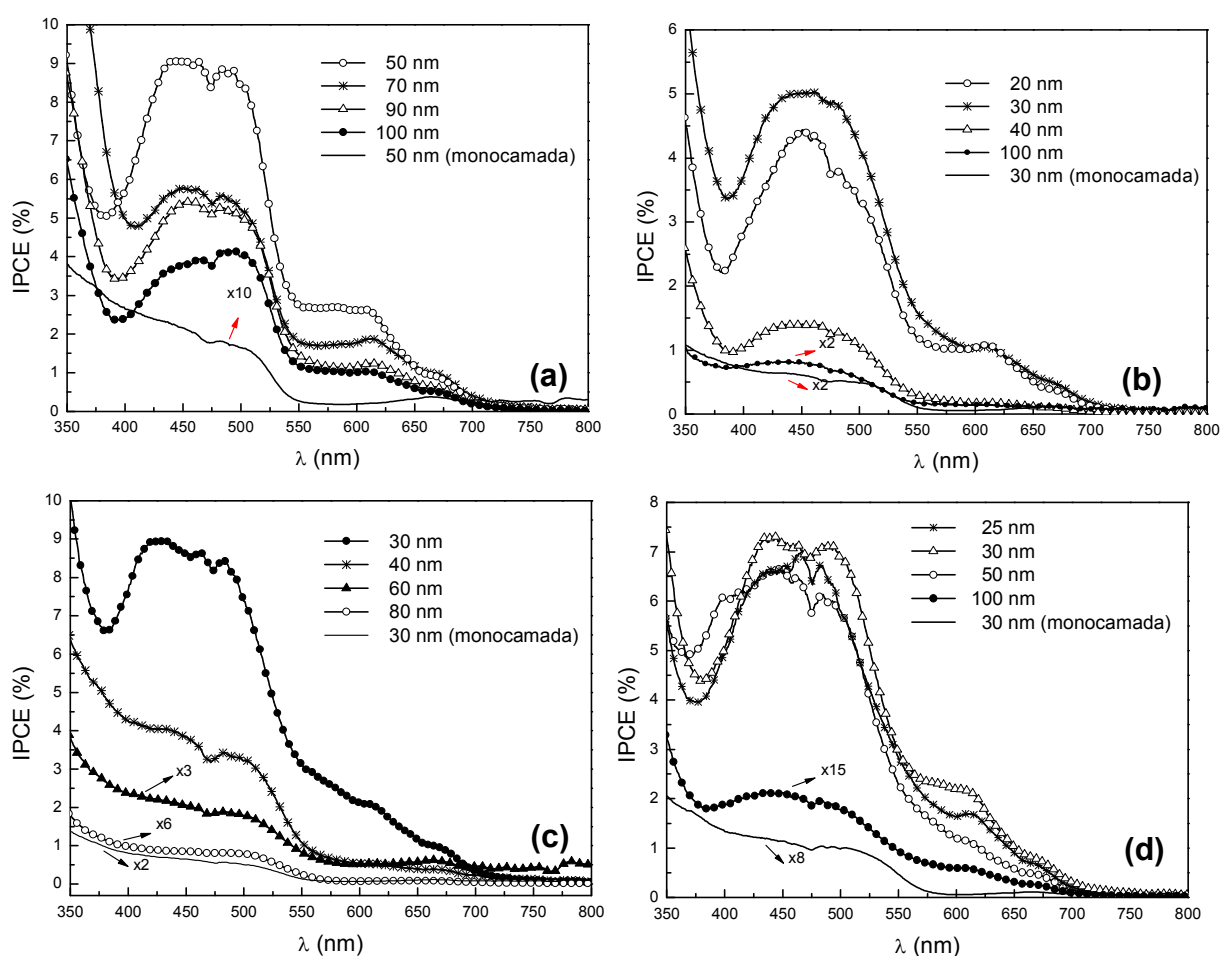 10
9
8
7
6
5
4
3
2
1
0
IPCE (%)
50 nm
70 nm
90 nm
100 nm
50 nm (monocamada)
x10
(a)
350 400 450 500 550 600 650 700 750 800
λ (nm)
6
5
4
3
2
1
0
IPCE (%)
20 nm
30 nm
40 nm
100 nm
30 nm (monocamada)
x2
x2
(b)
350 400 450 500 550 600 650 700 750 800
λ (nm)
10
9
8
7
6
5
4
3
2
1
0
IPCE (%)
30 nm
40 nm
60 nm
80 nm
30 nm (monocamada)
x3
x6
x2
(c)
350 400 450 500 550 600 650 700 750 800
λ (nm)
8
7
6
5
4
3
2
1
0
IPCE (%)
25 nm
30 nm
50 nm
100 nm
30 nm (monocamada)
x15
x8
(d)
350 400 450 500 550 600 650 700 750 800
λ (nm)